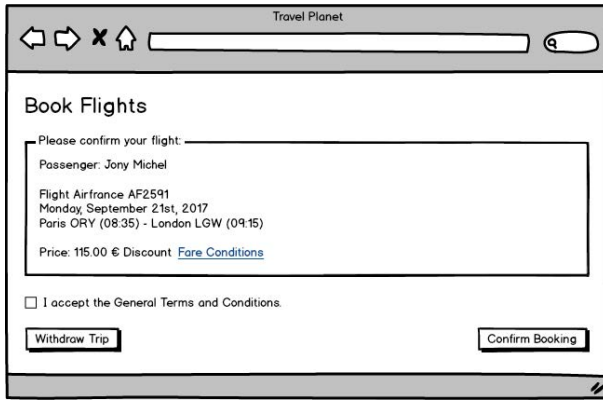 Travel Planet
Book Flights
Please confirm your flight:
Passenger: Jony Michel
Flight Airfrance AF2591
Monday, September 21st, 2017
Paris ORY (08:35) - London LGW (09:15)
Price: 115.00 € Discount Fare Conditions
I accept the General Terms and Conditions.
Withdraw Trip
Confirm Booking